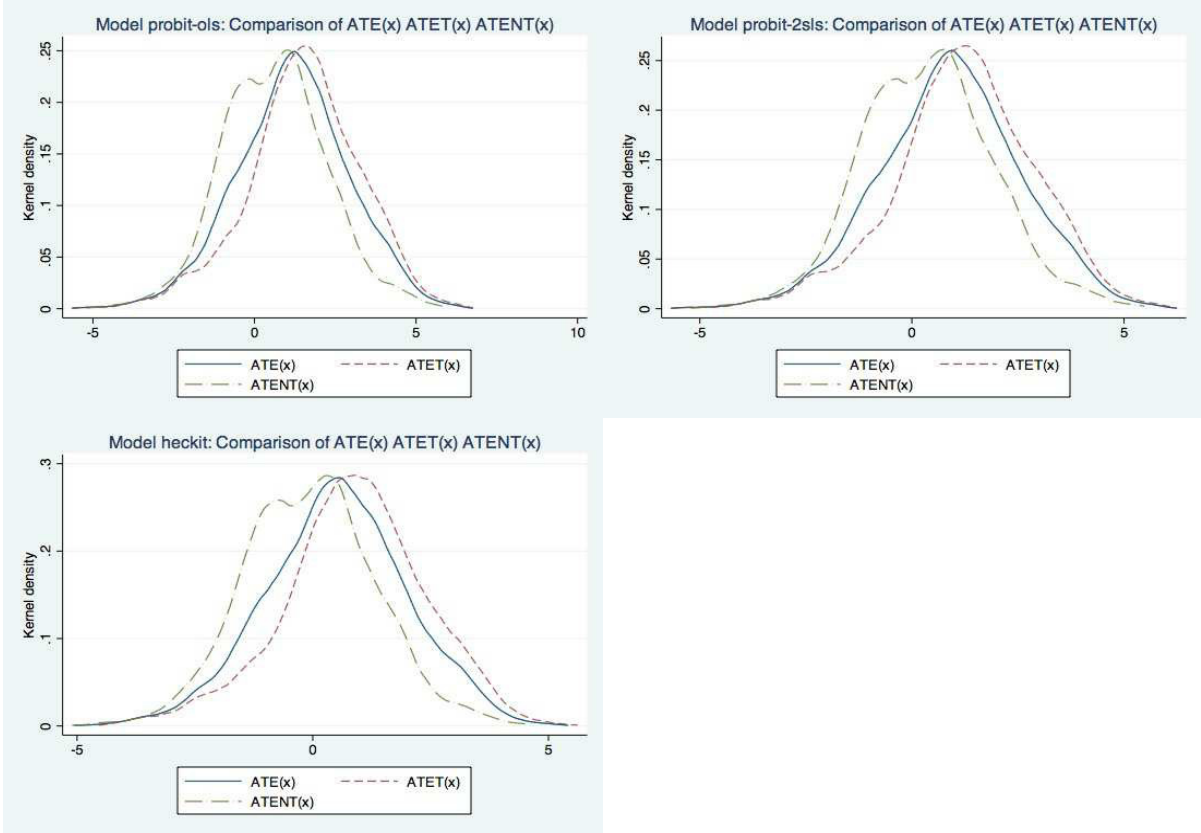 Model probit-ols: Comparison of ATE(x) ATET(x) ATENT(x)
Kernel density
0 .05 .1 .15 .2 .25
-5 0 5 10
ATE(x) ATET(x)
ATENT(x)
Model probit-2sls: Comparison of ATE(x) ATET(x) ATENT(x)
Kernel density
0 .05 .1 .15 .2 .25
-5 0 5
ATE(x) ATET(x)
ATENT(x)
Model heckit: Comparison of ATE(x) ATET(x) ATENT(x)
Kernel density
0 .1 .2 .3
-5 0 5
ATE(x) ATET(x)
ATENT(x)